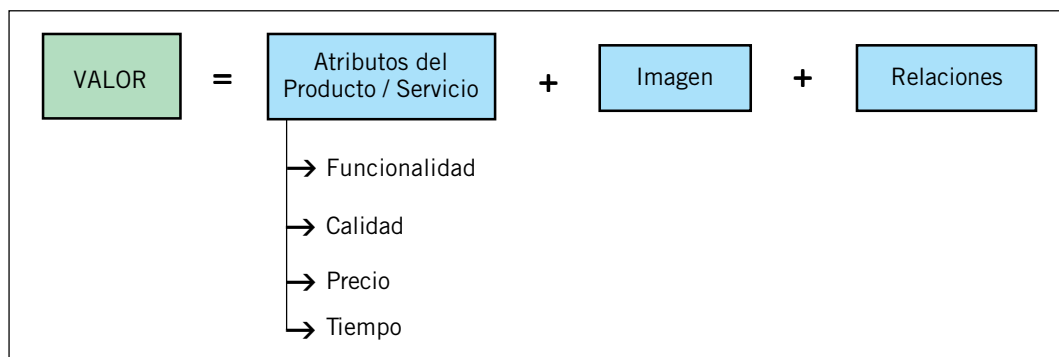 VALOR
=
Atributos del
Producto / Servicio
+
Imagen
+
Relaciones
Funcionalidad
Calidad
Precio
Tiempo